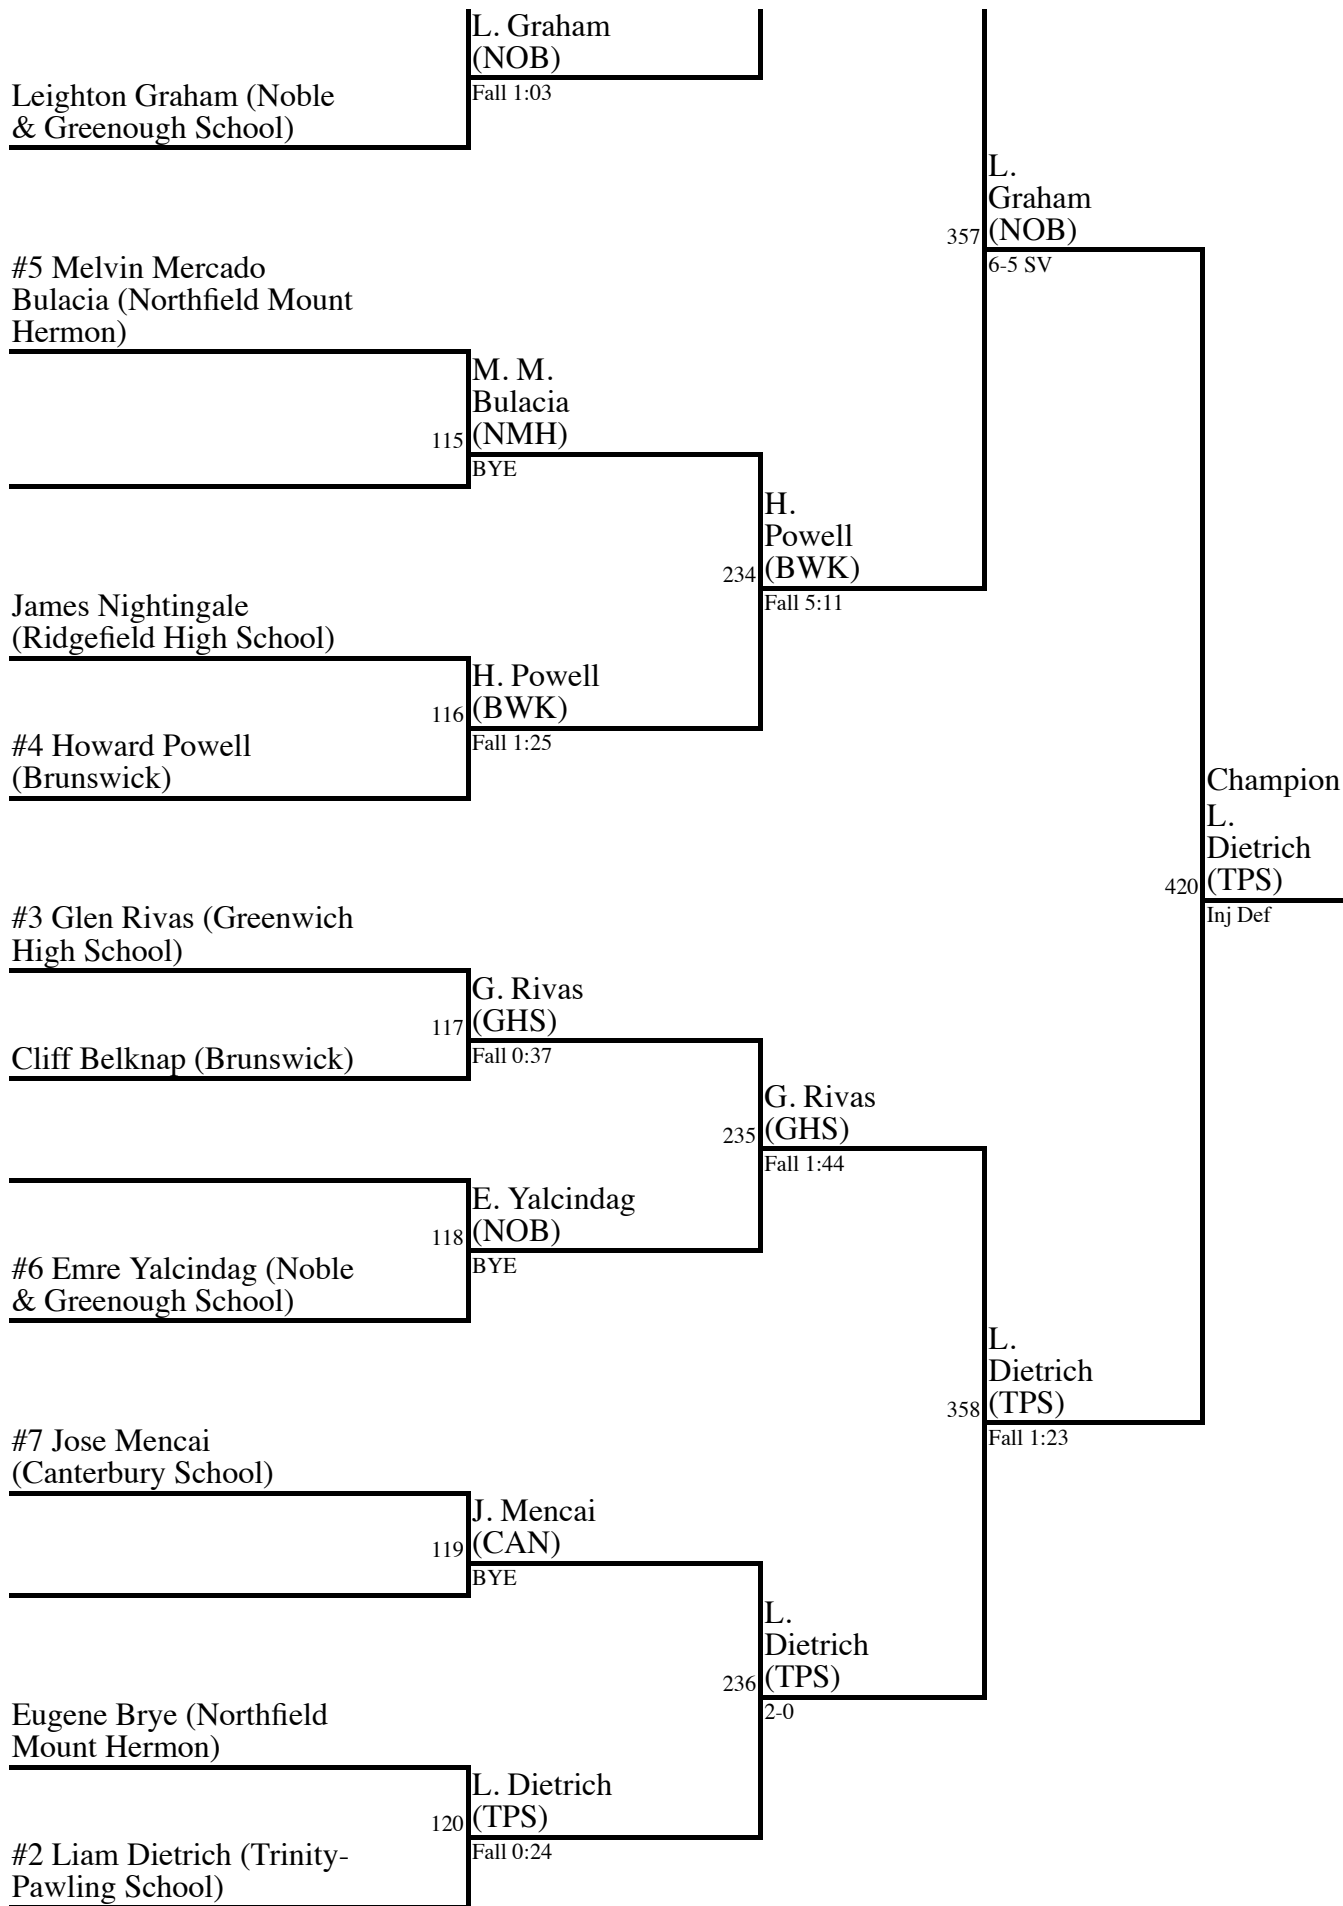 L. Graham
(NOB)
Fall 1:03
Leighton Graham (Noble
& Greenough School)
L.
Graham
(NOB)
357
6-5 SV
#5 Melvin Mercado
Bulacia (Northfield Mount
Hermon)
M. M.
Bulacia
(NMH)
115
BYE
H.
Powell
(BWK)
234
Fall 5:11
James Nightingale
(Ridgefield High School)
H. Powell
(BWK)
116
Fall 1:25
#4 Howard Powell
(Brunswick)
Champion
L.
Dietrich
(TPS)
420
Inj Def
#3 Glen Rivas (Greenwich
High School)
G. Rivas
(GHS)
117
Fall 0:37
Cliff Belknap (Brunswick)
G. Rivas
(GHS)
235
Fall 1:44
E. Yalcindag
(NOB)
118
BYE
#6 Emre Yalcindag (Noble
& Greenough School)
L.
Dietrich
(TPS)
358
Fall 1:23
#7 Jose Mencai
(Canterbury School)
J. Mencai
(CAN)
119
BYE
L.
Dietrich
(TPS)
236
2-0
Eugene Brye (Northfield
Mount Hermon)
L. Dietrich
(TPS)
120
Fall 0:24
#2 Liam Dietrich (Trinity-
Pawling School)